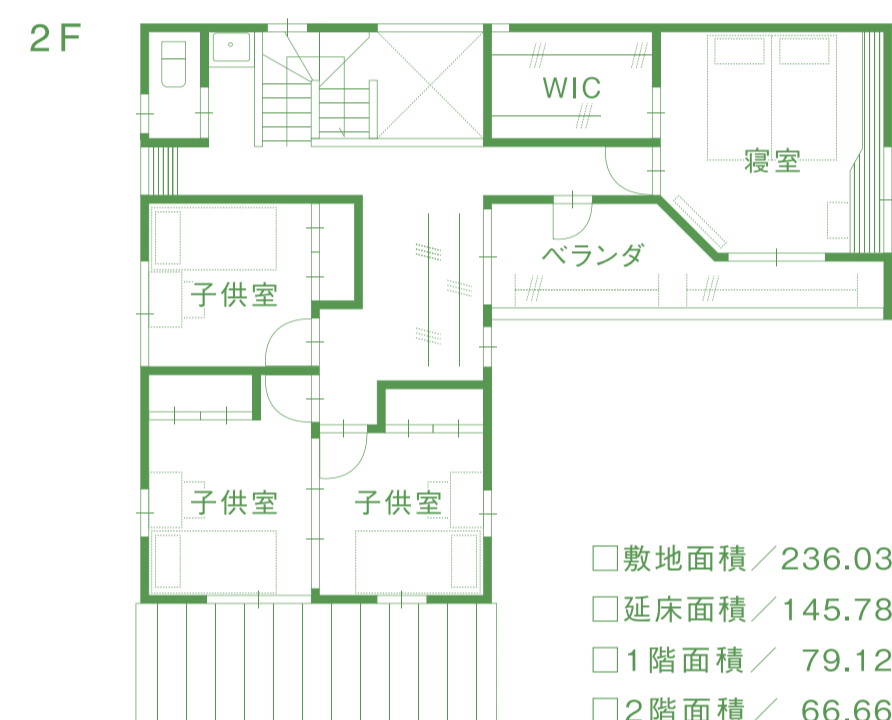 2F
WIC
寝室
ベランダ
子供室
子供室
子供室
□敷地面積／236.03
□延床面積／145.78
□1階面積／ 79.12
□2階面積／ 66.66